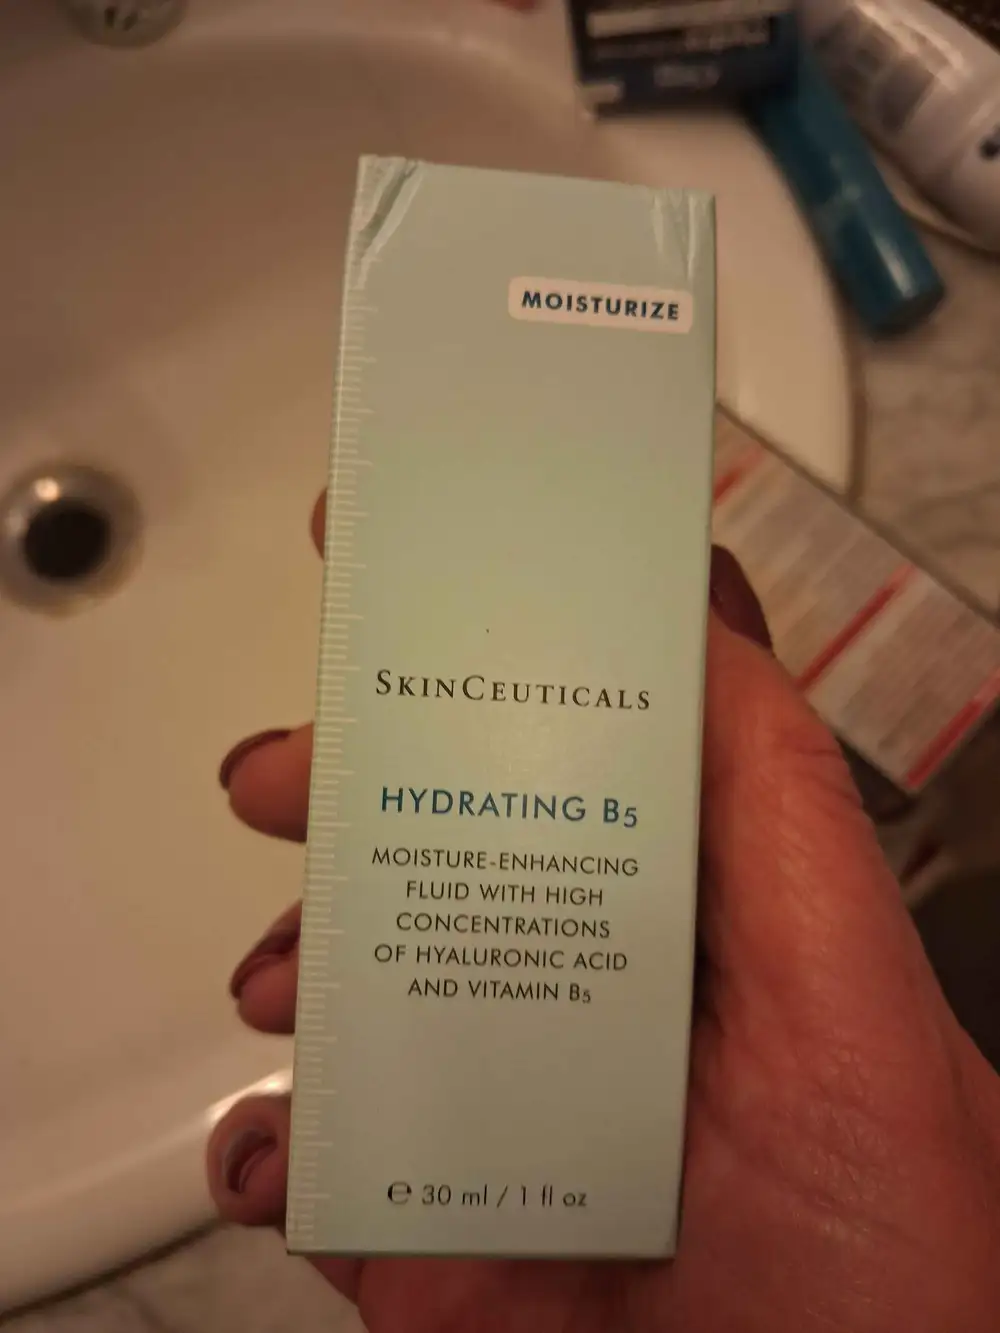 MOISTURIZE
SKINCEUTICALS
HYDRATING B5
MOISTURE-ENHANCING
FLUID WITH HIGH
CONCENTRATIONS
OF HYALURONIC ACID
AND VITAMIN B5
℮ 30 ml / 1 fl oz